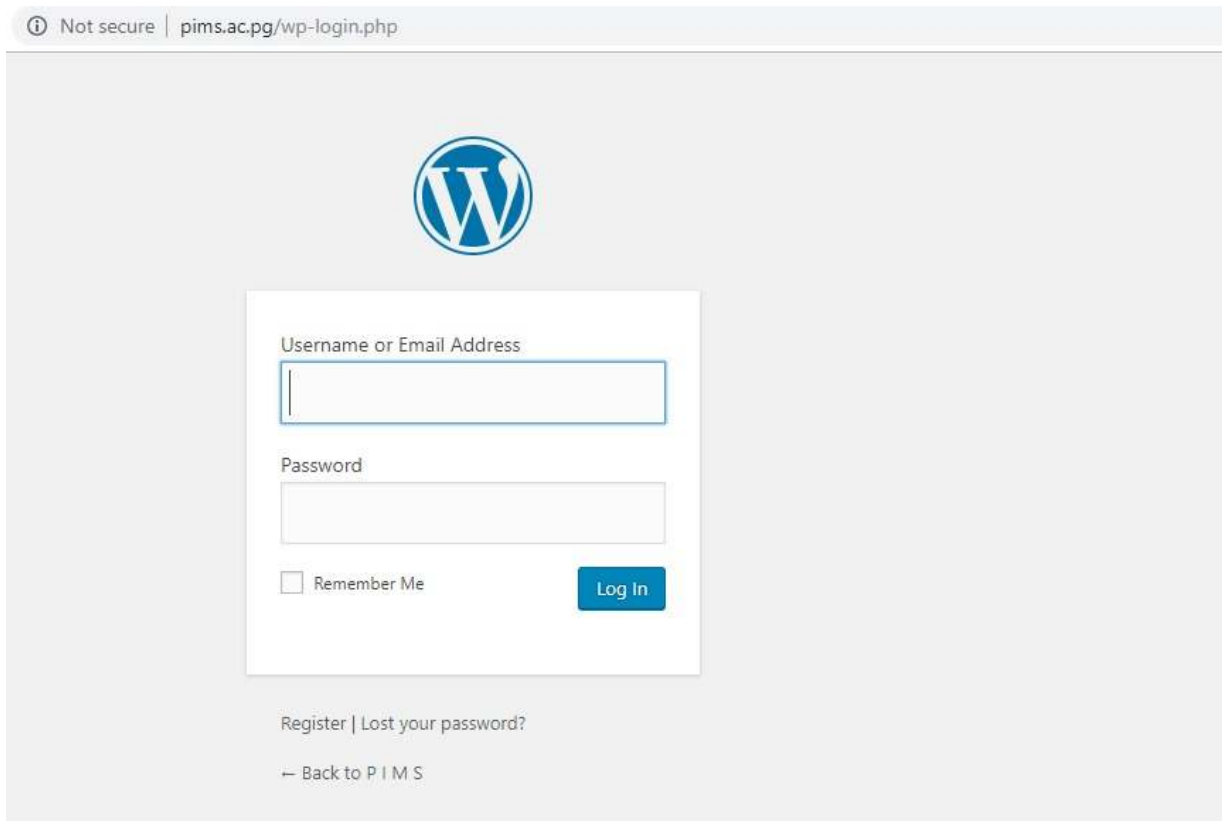 Not secure | pims.ac.pg/wp-login.php
W
Username or Email Address
Password
Remember Me
Log In
Register | Lost your password?
← Back to P I M S